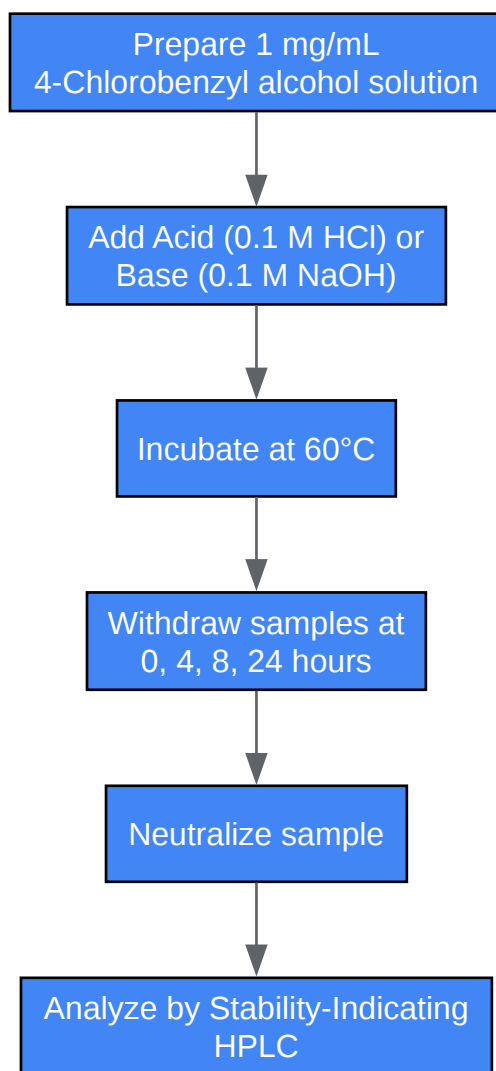 Prepare 1 mg/mL
4-Chlorobenzyl alcohol solution
Add Acid (0.1 M HCl) or
Base (0.1 M NaOH)
Incubate at 60°C
Withdraw samples at
0, 4, 8, 24 hours
Neutralize sample
Analyze by Stability-Indicating
HPLC